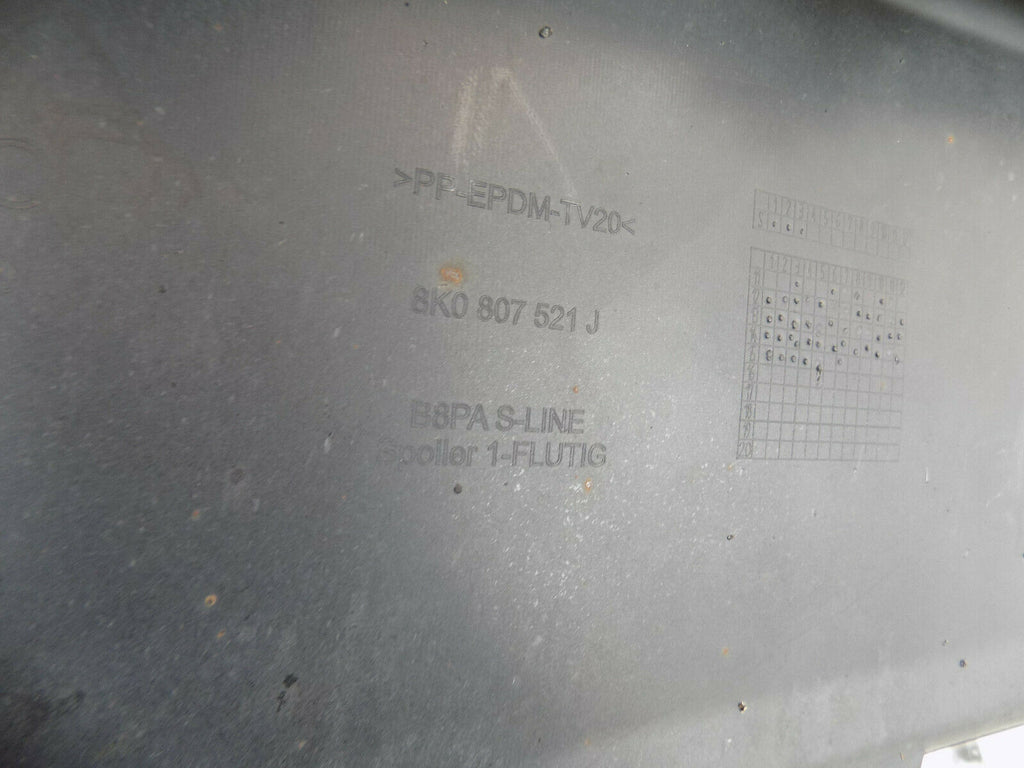 >PP-EPDM-TV20<
8K0 807 521 J
B8PA S-LINE
Spoiler 1-FLUTIG